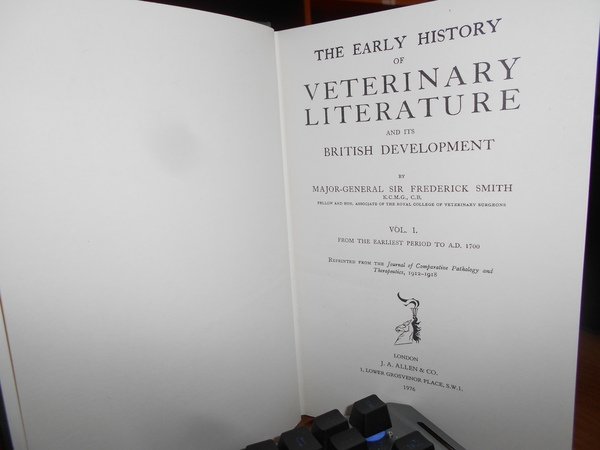 THE EARLY HISTORY
OF
VETERINARY
LITERATURE
AND ITS
BRITISH DEVELOPMENT
BY
MAJOR-GENERAL SIR FREDERICK SMITH
K.C.M.G., C.B.
FELLOW AND HON. ASSOCIATE OF THE ROYAL COLLEGE OF VETERINARY SURGEONS
VOL. I.
FROM THE EARLIEST PERIOD TO A.D. 1700
Reprinted from the Journal of Comparative Pathology and
Therapeutics, 1912-1918
LONDON
J. A. ALLEN & CO.
1, LOWER GROSVENOR PLACE, S.W.1.
1976